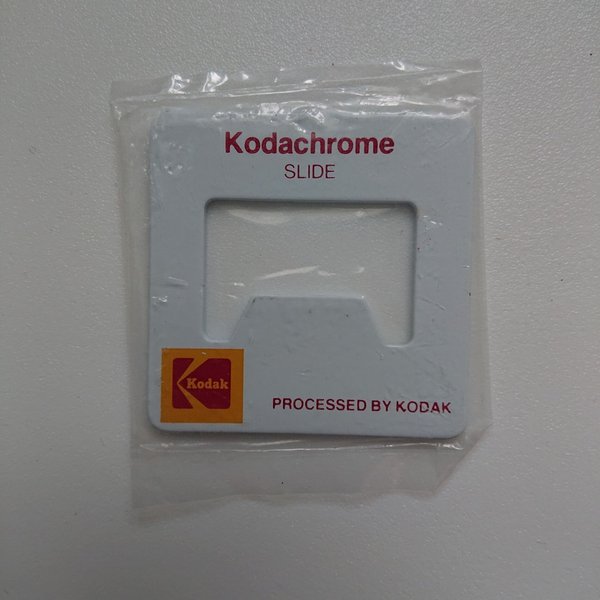 Kodachrome
SLIDE
Kodak
PROCESSED BY KODAK